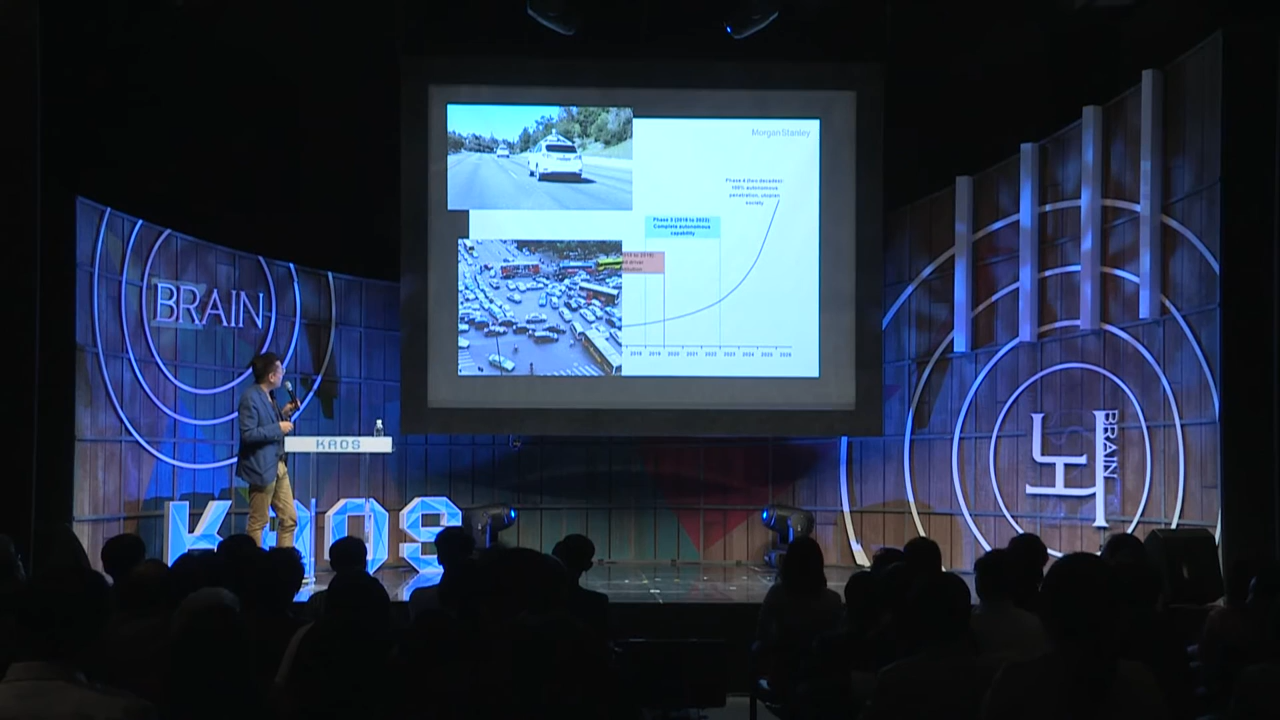 Morgan Stanley
Phase 4 (two decades):
100% autonomous
penetration, utopian
society
Phase 3 (2019 to 2022):
Complete autonomous
capability
2018 2019 2020 2021 2022 2023 2024 2025 2026
BRAIN
KAOS
KAOS
뇌
BRAIN